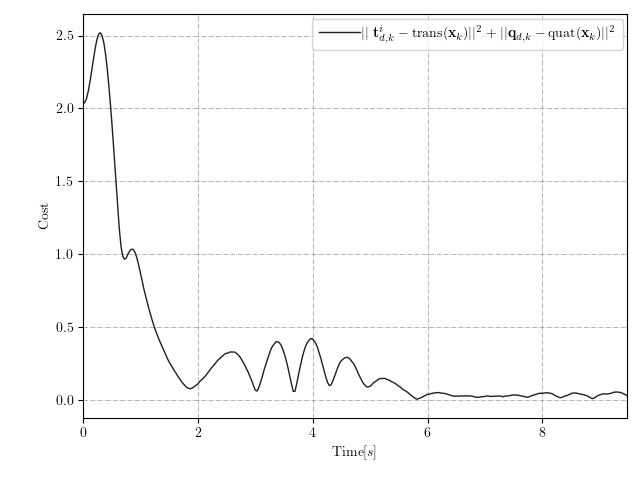 || t^i_{d,k} − trans(x_k)||² + ||q_{d,k} − quat(x_k)||²
2.5
2.0
1.5
1.0
0.5
0.0
Cost
0 2 4 6 8
Time[s]